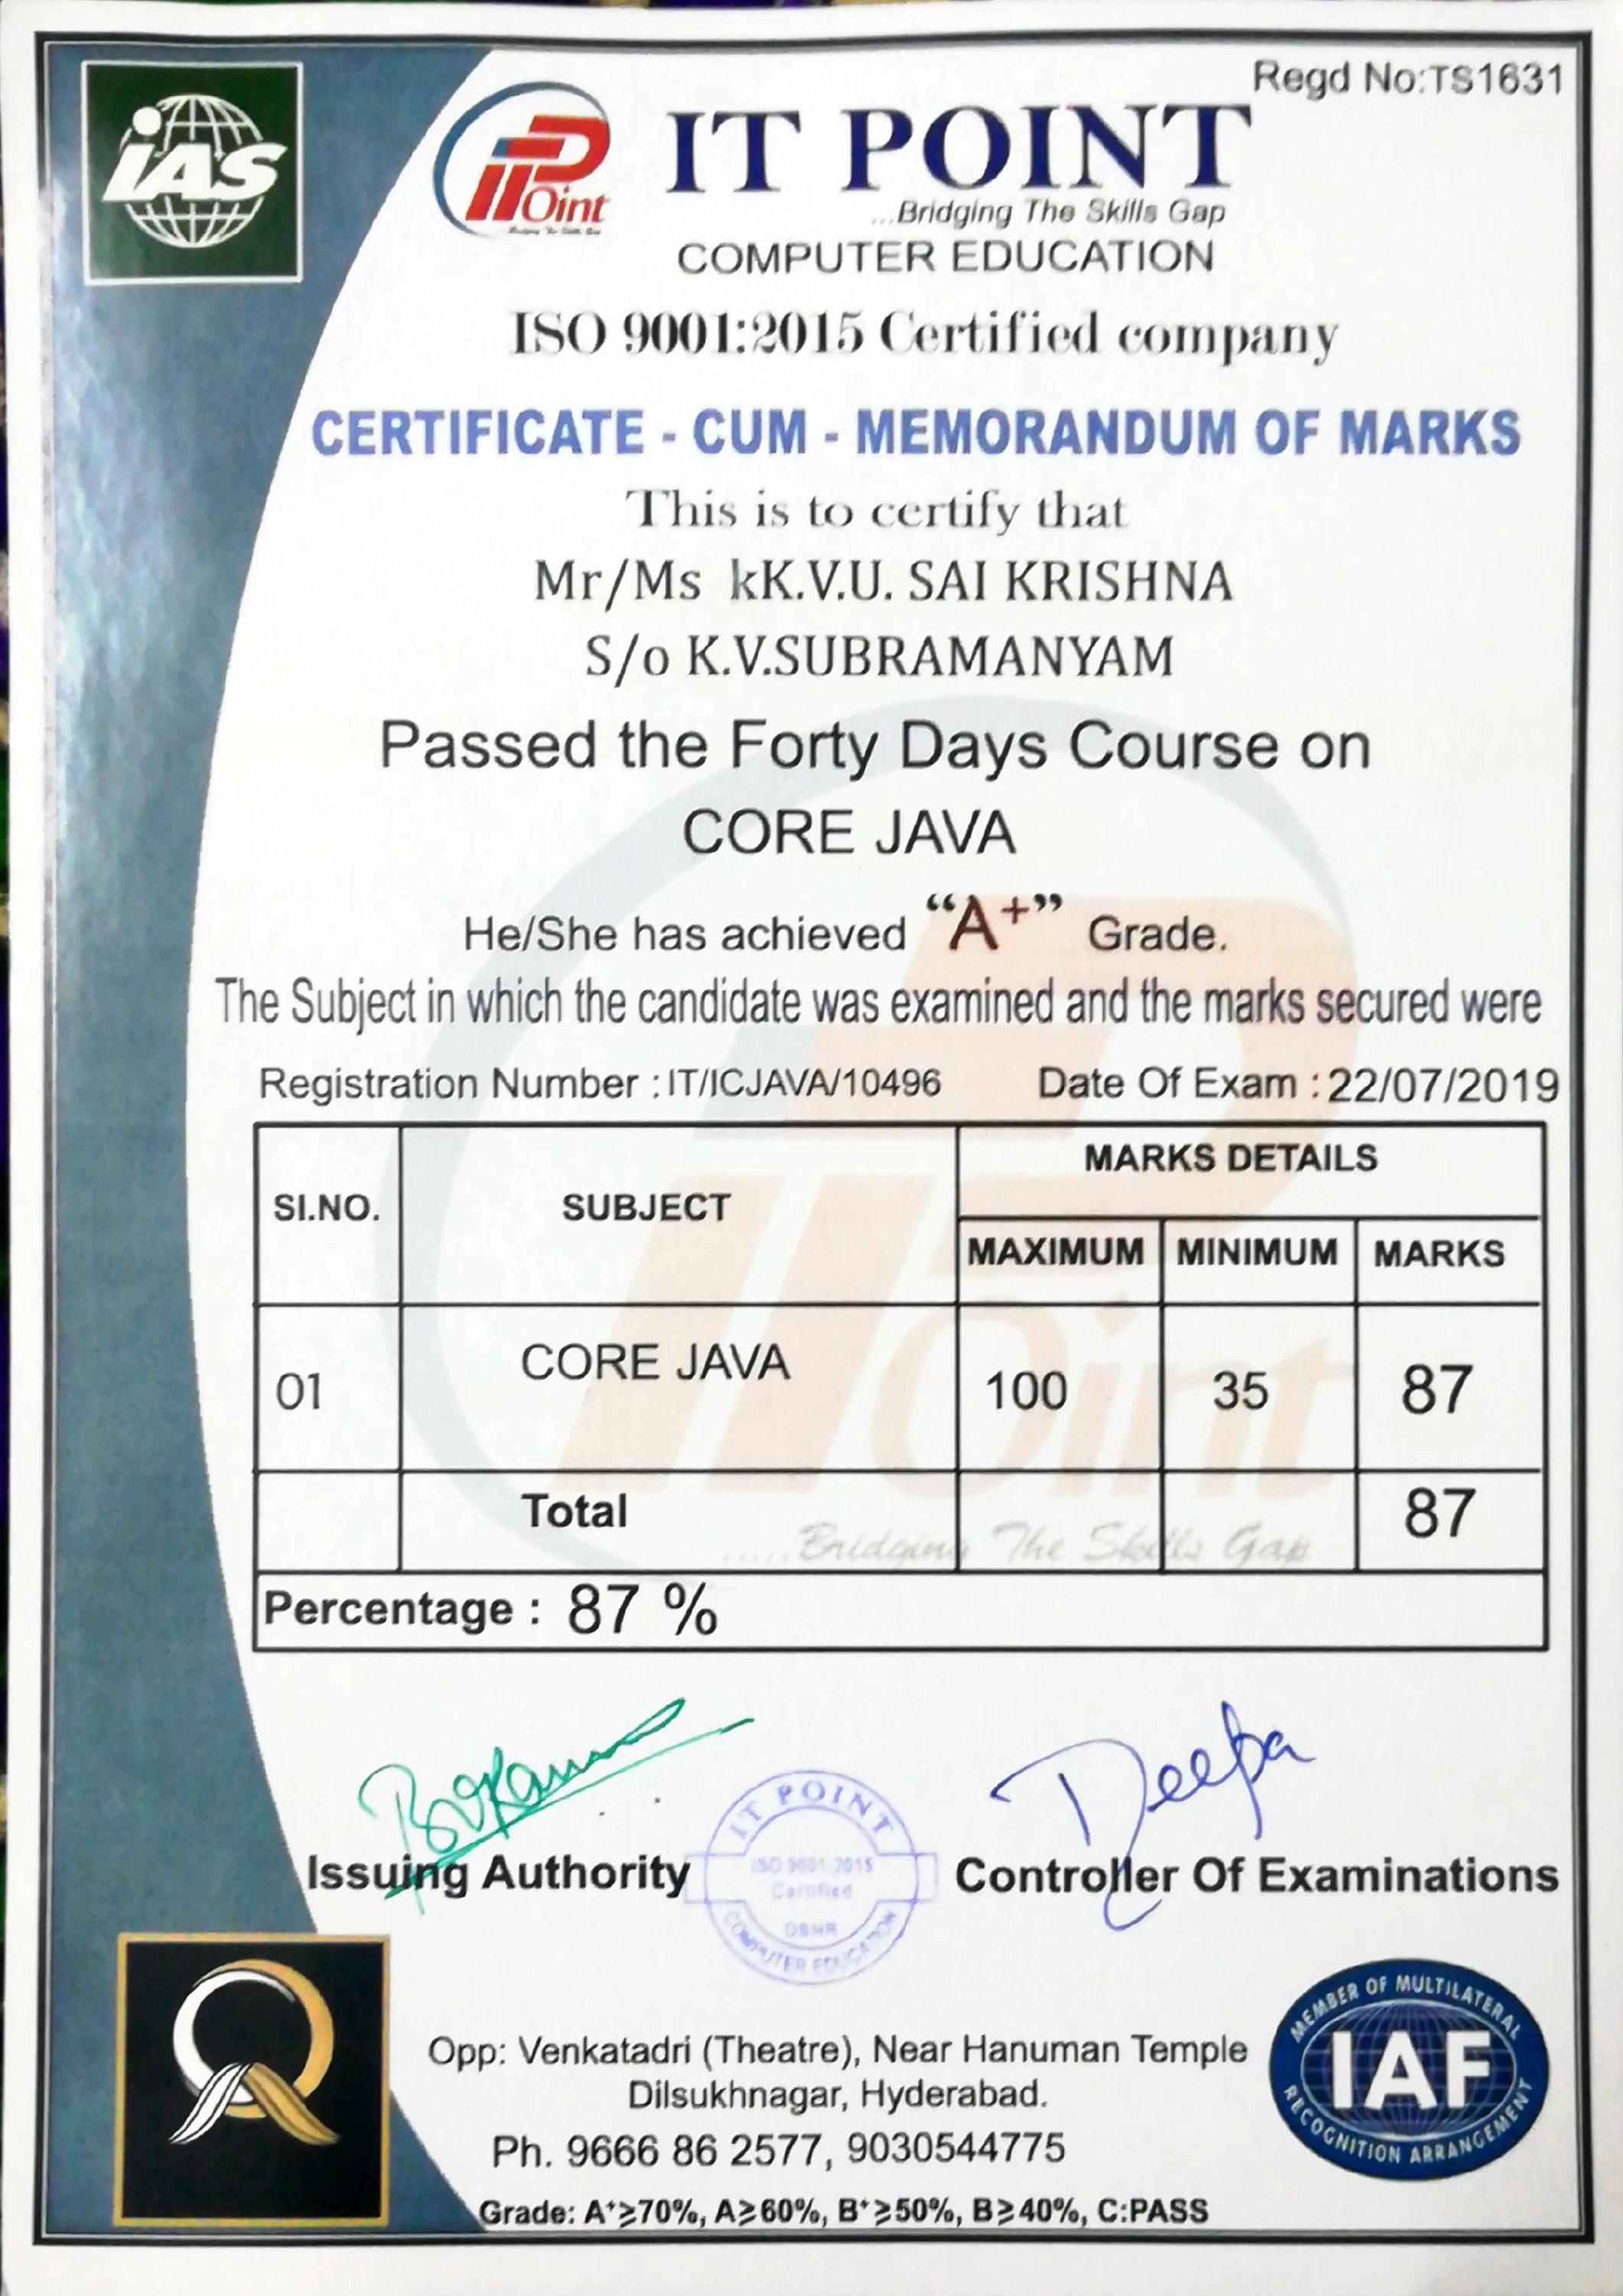 Regd No:TS1631
iAS
ITPoint
IT POINT
...Bridging The Skills Gap
COMPUTER EDUCATION
ISO 9001:2015 Certified company
CERTIFICATE - CUM - MEMORANDUM OF MARKS
This is to certify that
Mr/Ms kK.V.U. SAI KRISHNA
S/o K.V.SUBRAMANYAM
Passed the Forty Days Course on
CORE JAVA
He/She has achieved “A+” Grade.
The Subject in which the candidate was examined and the marks secured were
Registration Number : IT/ICJAVA/10496 Date Of Exam : 22/07/2019
SI.NO. SUBJECT MARKS DETAILS
MAXIMUM MINIMUM MARKS
01 CORE JAVA 100 35 87
Total 87
.....Bridging The Skills Gap
Percentage : 87 %
Deepa
Issuing Authority Controller Of Examinations
IT POINT
ISO 9001:2015
Certified
DSNR
COMPUTER EDUCATION
MEMBER OF MULTILATERAL
IAF
RECOGNITION ARRANGEMENT
Opp: Venkatadri (Theatre), Near Hanuman Temple
Dilsukhnagar, Hyderabad.
Ph. 9666 86 2577, 9030544775
Grade: A⁺≥70%, A≥60%, B⁺≥50%, B≥40%, C:PASS